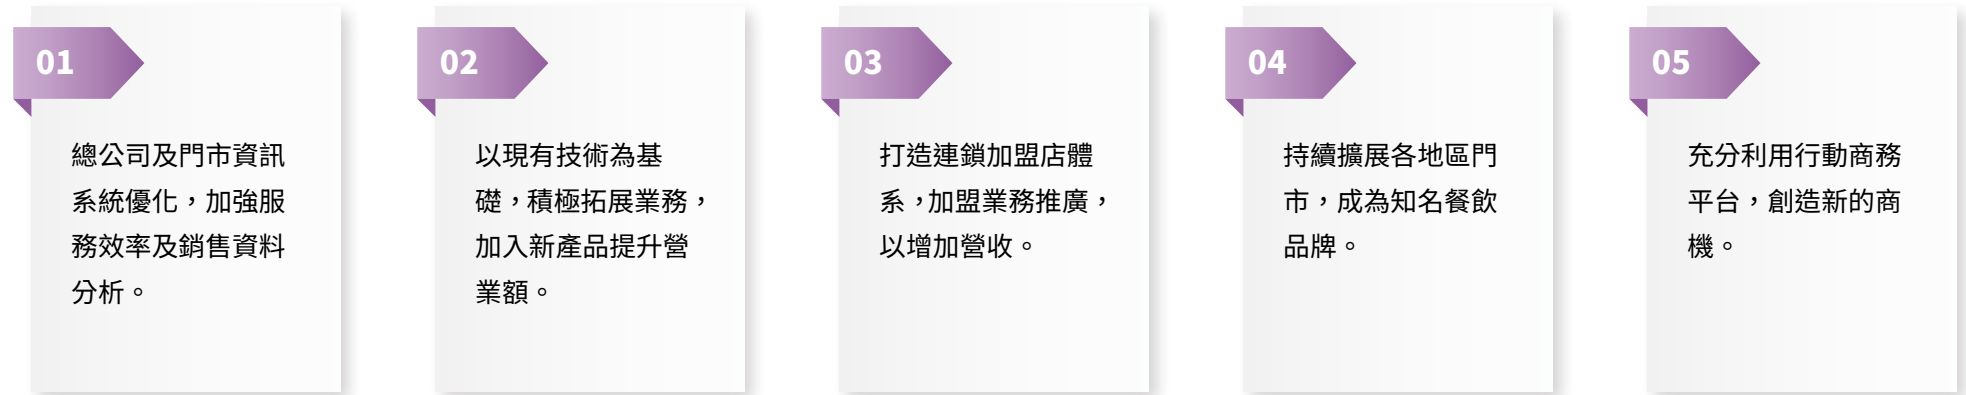 01
總公司及門市資訊
系統優化，加強服
務效率及銷售資料
分析。
02
以現有技術為基
礎，積極拓展業務，
加入新產品提升營
業額。
03
打造連鎖加盟店體
系，加盟業務推廣，
以增加營收。
04
持續擴展各地區門
市，成為知名餐飲
品牌。
05
充分利用行動商務
平台，創造新的商
機。